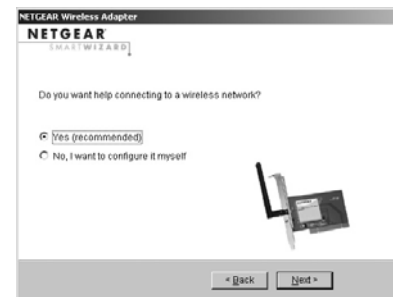 NETGEAR Wireless Adapter
NETGEAR
SMARTWIZARD
Do you want help connecting to a wireless network?
Yes (recommended)
No, I want to configure it myself
< Back
Next >